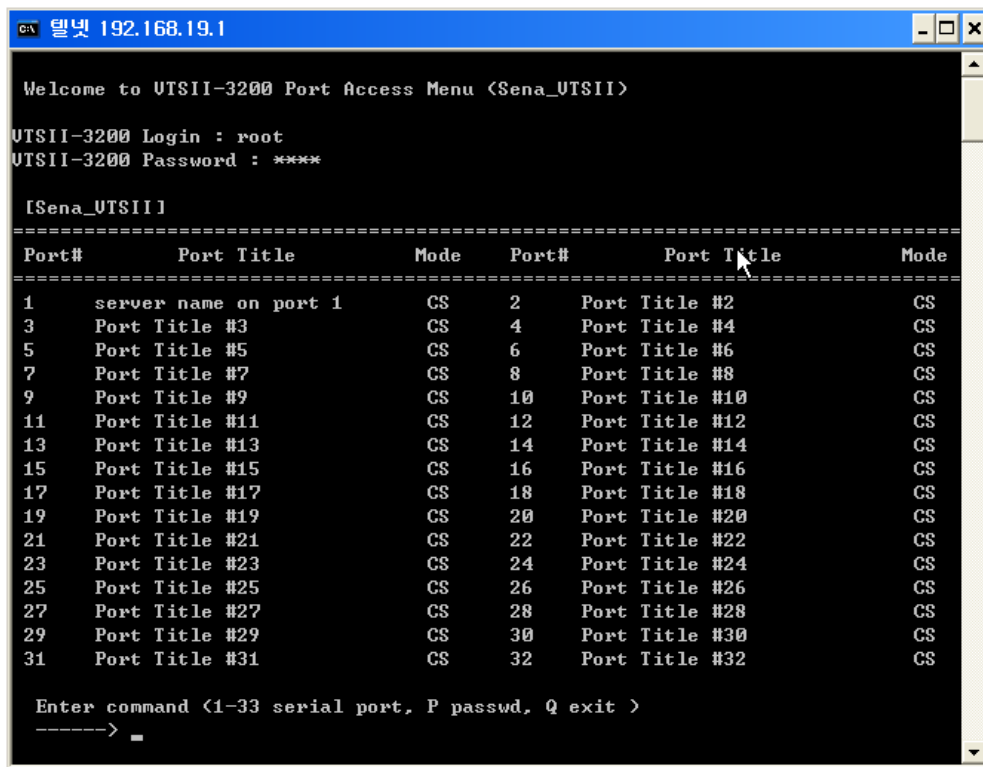 텔넷 192.168.19.1
Welcome to VTSII-3200 Port Access Menu (Sena_VTSII)
VTSII-3200 Login : root
VTSII-3200 Password : ****
[Sena_VTSII]
================================================================================
Port# Port Title Mode Port# Port Title Mode
================================================================================
1 server name on port 1 CS 2 Port Title #2 CS
3 Port Title #3 CS 4 Port Title #4 CS
5 Port Title #5 CS 6 Port Title #6 CS
7 Port Title #7 CS 8 Port Title #8 CS
9 Port Title #9 CS 10 Port Title #10 CS
11 Port Title #11 CS 12 Port Title #12 CS
13 Port Title #13 CS 14 Port Title #14 CS
15 Port Title #15 CS 16 Port Title #16 CS
17 Port Title #17 CS 18 Port Title #18 CS
19 Port Title #19 CS 20 Port Title #20 CS
21 Port Title #21 CS 22 Port Title #22 CS
23 Port Title #23 CS 24 Port Title #24 CS
25 Port Title #25 CS 26 Port Title #26 CS
27 Port Title #27 CS 28 Port Title #28 CS
29 Port Title #29 CS 30 Port Title #30 CS
31 Port Title #31 CS 32 Port Title #32 CS
Enter command (1-33 serial port, P passwd, Q exit )
------> _